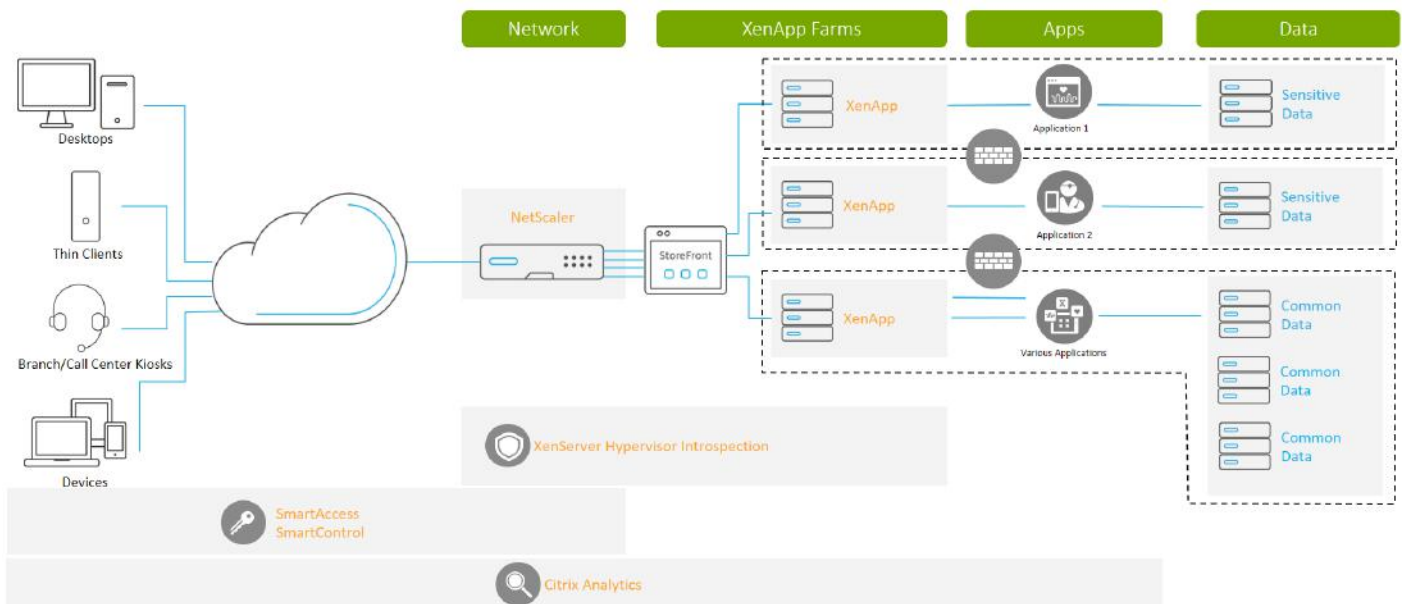 Network
XenApp Farms
Apps
Data
Desktops
Thin Clients
Branch/Call Center Kiosks
Devices
NetScaler
StoreFront
XenApp
Application 1
Sensitive
Data
XenApp
Application 2
Sensitive
Data
XenApp
Various Applications
Common
Data
Common
Data
Common
Data
XenServer Hypervisor Introspection
SmartAccess
SmartControl
Citrix Analytics